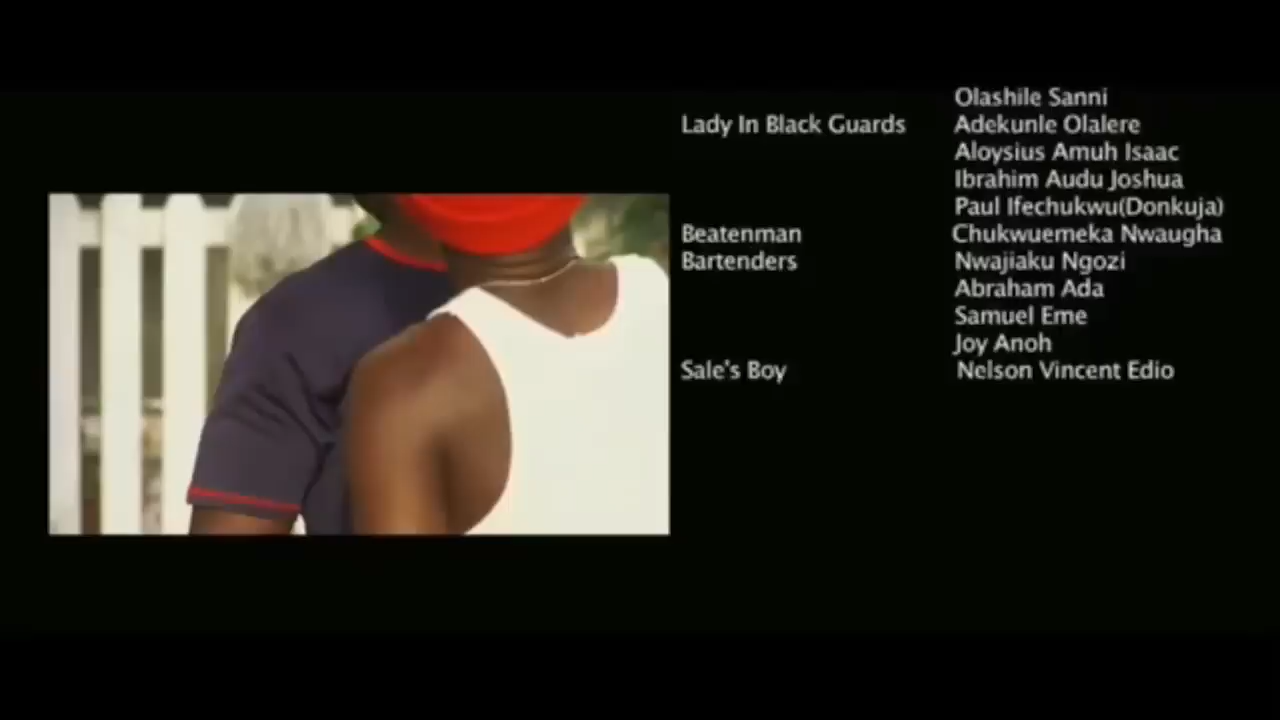 Olashile Sanni
Lady In Black Guards Adekunle Olalere
Aloysius Amuh Isaac
Ibrahim Audu Joshua
Paul Ifechukwu(Donkuja)
Beatenman Chukwuemeka Nwaugha
Bartenders Nwajiaku Ngozi
Abraham Ada
Samuel Eme
Joy Anoh
Sale's Boy Nelson Vincent Edio